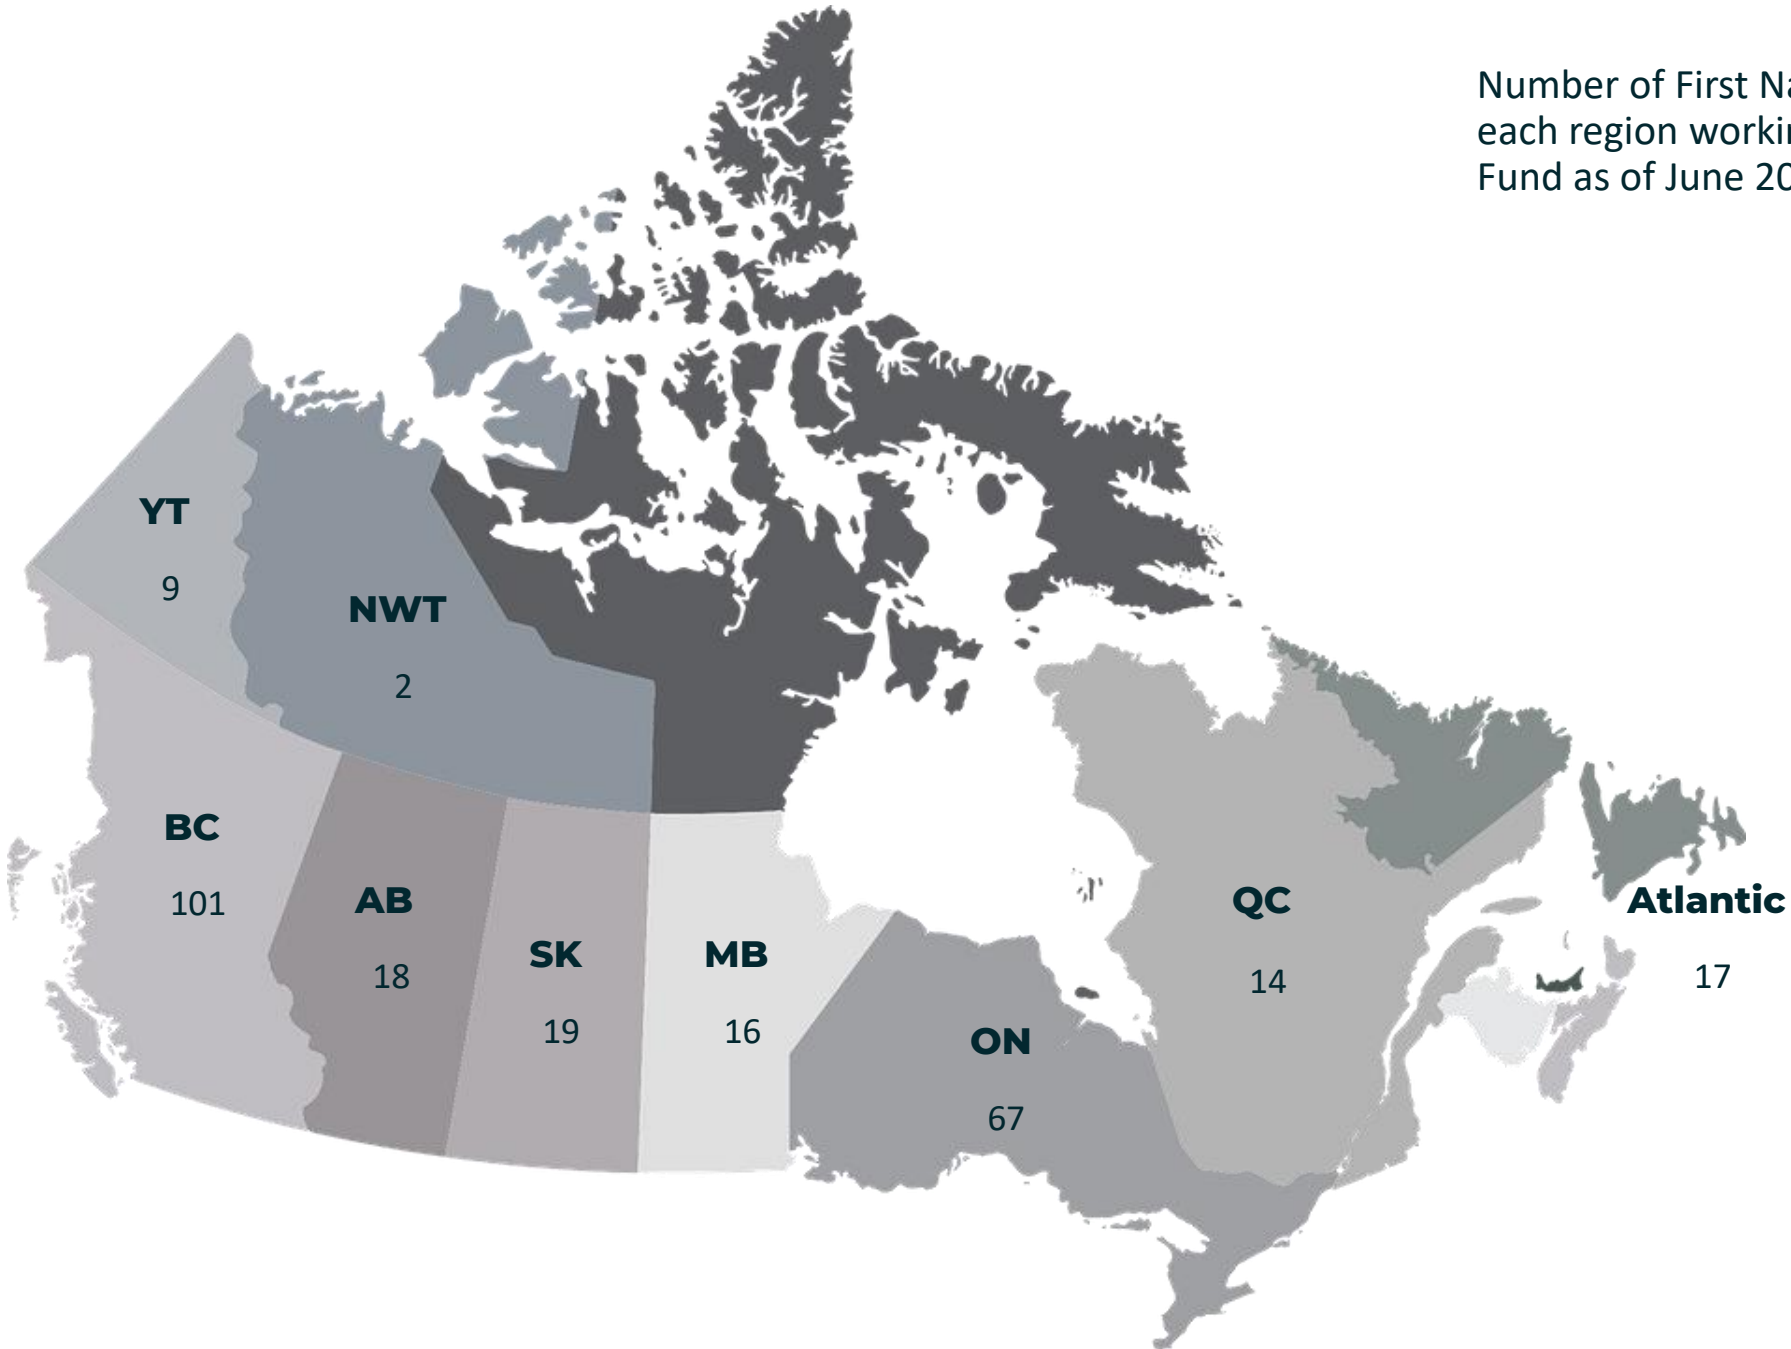 Number of First Na
each region workin
Fund as of June 20
YT
9
NWT
2
BC
101
AB
18
SK
19
MB
16
ON
67
QC
14
Atlantic
17